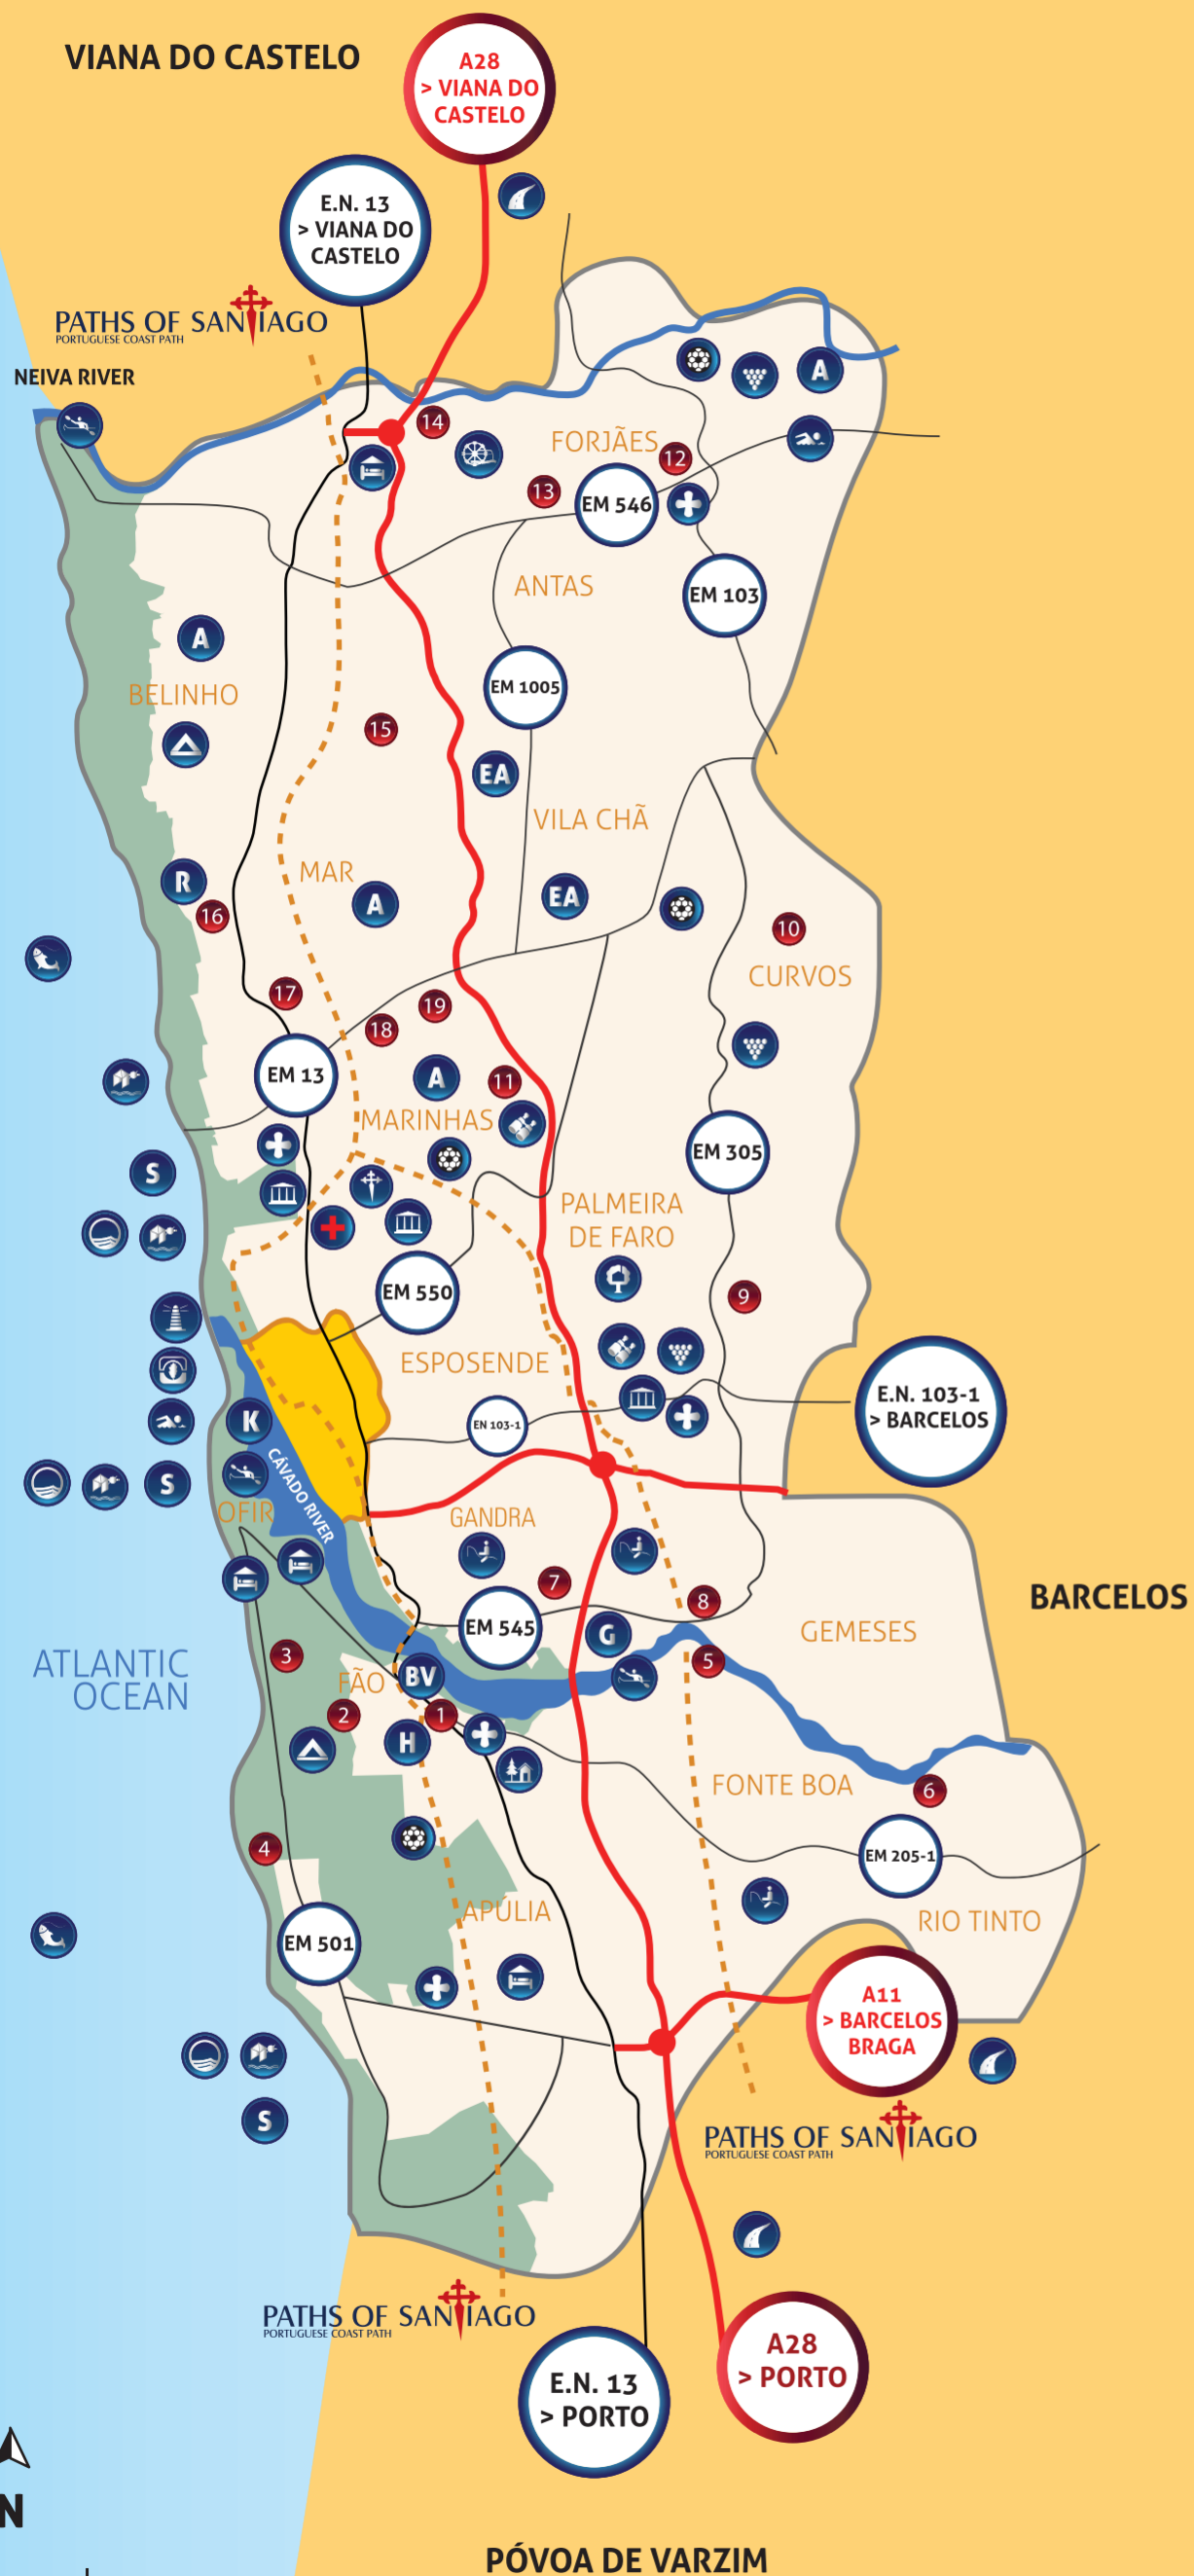 VIANA DO CASTELO
A28
> VIANA DO
CASTELO
E.N. 13
> VIANA DO
CASTELO
PATHS OF SANTIAGO
PORTUGUESE COAST PATH
NEIVA RIVER
A
14
FORJÃES
12
13
EM 546
ANTAS
EM 103
A
BELINHO
EM 1005
15
EA
VILA CHÃ
MAR
R
A
EA
16
10
CURVOS
17
19
18
EM 13
A
11
MARINHAS
EM 305
S
PALMEIRA
DE FARO
EM 550
9
ESPOSENDE
E.N. 103-1
> BARCELOS
K
EN 103-1
CÁVADO RIVER
S
OFIR
GANDRA
7
8
BARCELOS
EM 545
G
GEMESES
ATLANTIC
OCEAN
3
5
FÃO
BV
2
1
H
FONTE BOA
6
4
EM 205-1
APÚLIA
RIO TINTO
EM 501
A11
> BARCELOS
BRAGA
S
PATHS OF SANTIAGO
PORTUGUESE COAST PATH
PATHS OF SANTIAGO
PORTUGUESE COAST PATH
A28
> PORTO
E.N. 13
> PORTO
N
PÓVOA DE VARZIM